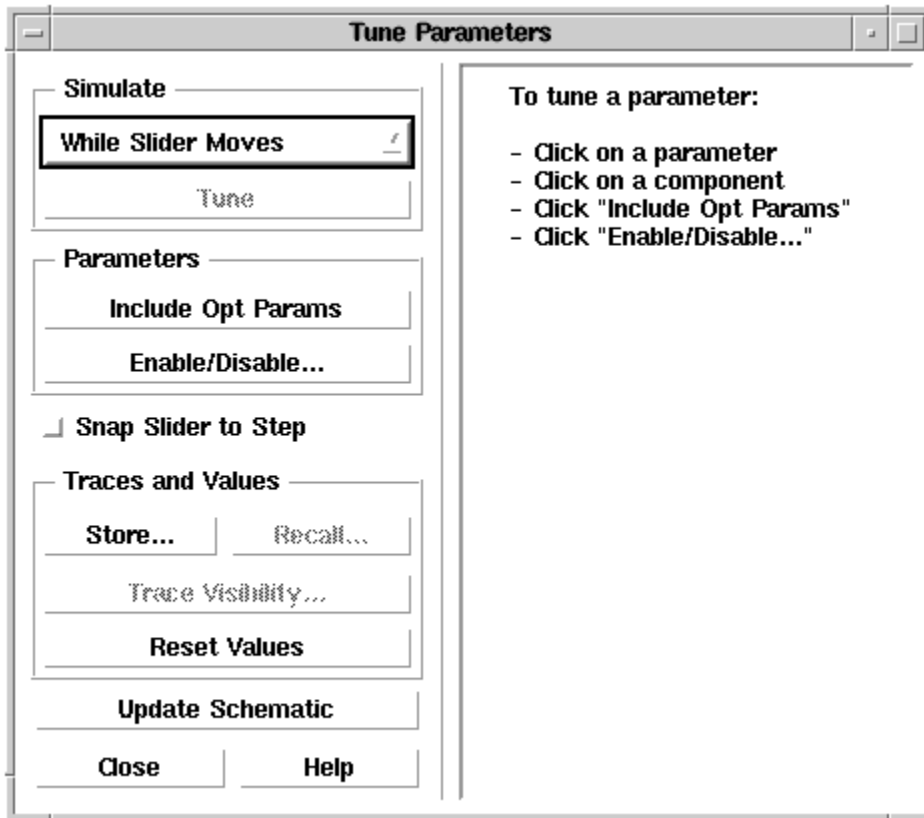 Tune Parameters
Simulate
While Slider Moves
Tune
Parameters
Include Opt Params
Enable/Disable...
Snap Slider to Step
Traces and Values
Store... Recall...
Trace Visibility...
Reset Values
Update Schematic
Close Help
To tune a parameter:
- Click on a parameter
- Click on a component
- Click "Include Opt Params"
- Click "Enable/Disable..."